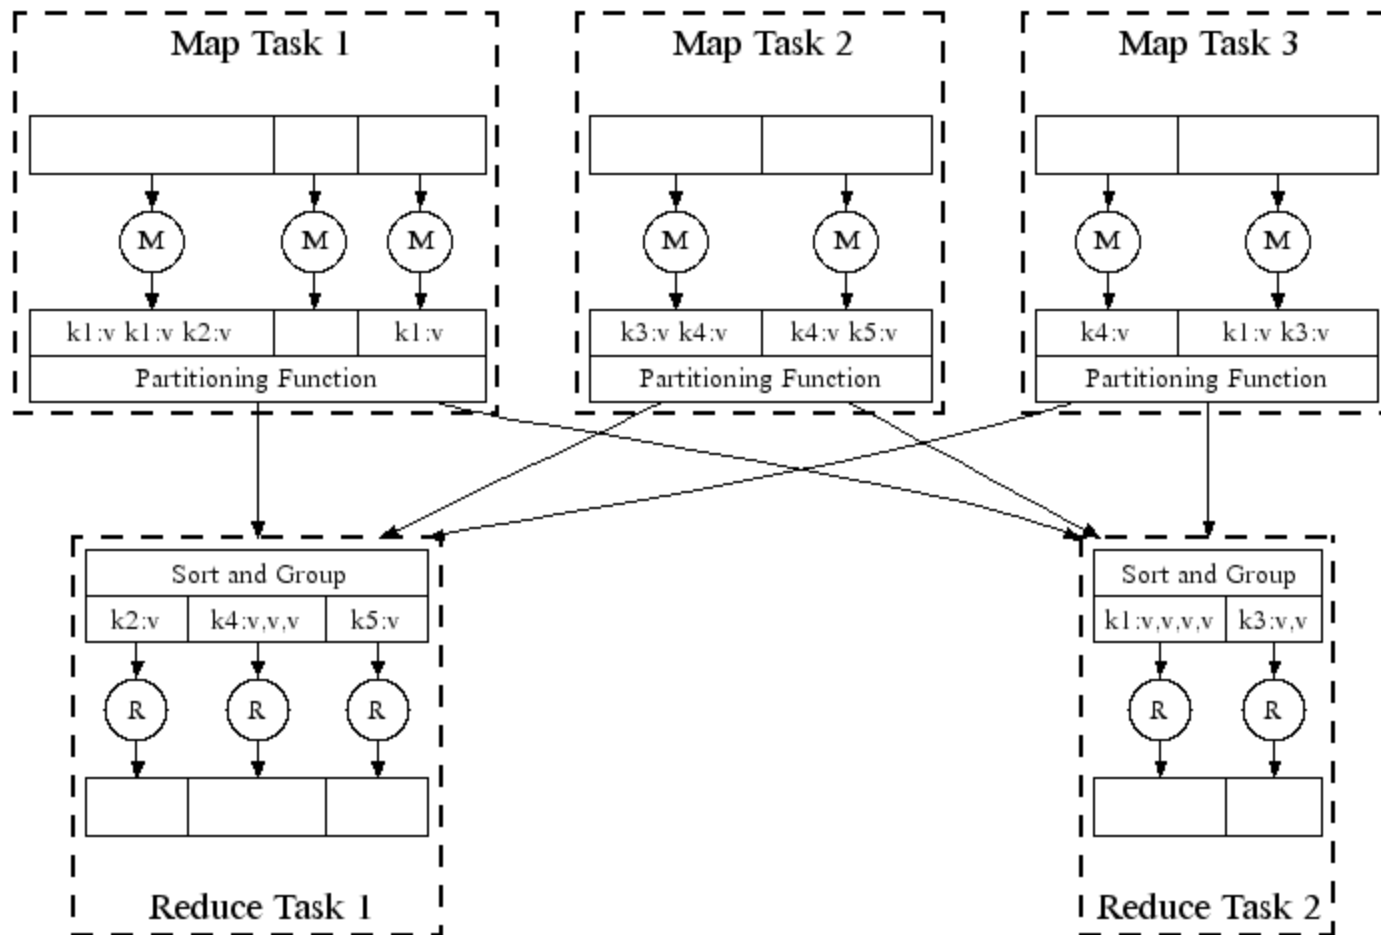 Map Task 1
Map Task 2
Map Task 3
M
M
M
M
M
M
M
k1:v k1:v k2:v
k1:v
k3:v k4:v
k4:v k5:v
k4:v
k1:v k3:v
Partitioning Function
Partitioning Function
Partitioning Function
Sort and Group
Sort and Group
k2:v
k4:v,v,v
k5:v
k1:v,v,v,v
k3:v,v
R
R
R
R
R
Reduce Task 1
Reduce Task 2